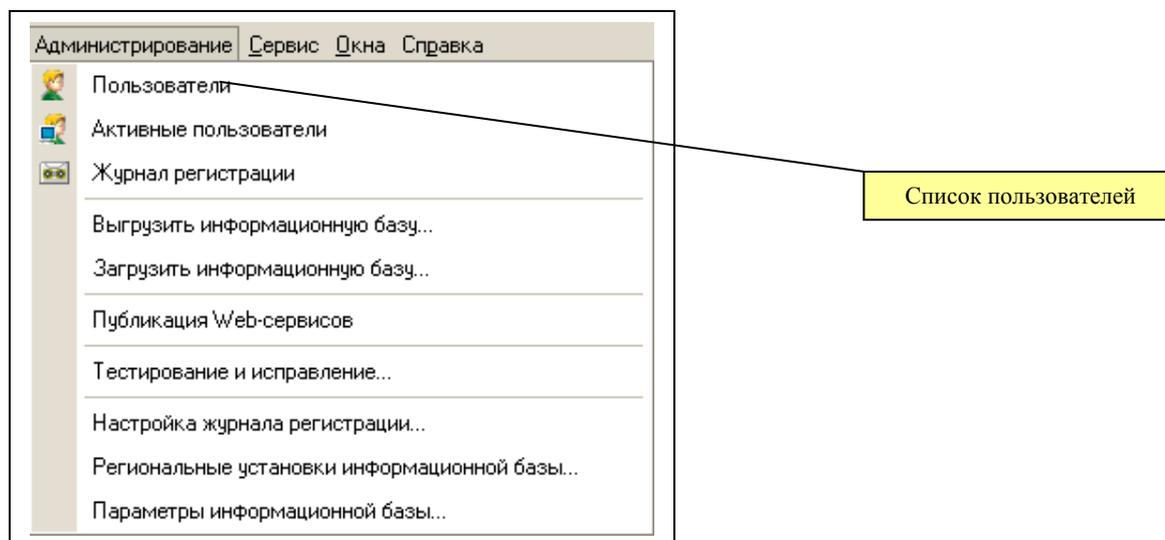 Администрирование Сервис Окна Справка
Пользователи
Активные пользователи
Журнал регистрации
Список пользователей
Выгрузить информационную базу...
Загрузить информационную базу...
Публикация Web-сервисов
Тестирование и исправление...
Настройка журнала регистрации...
Региональные установки информационной базы...
Параметры информационной базы...